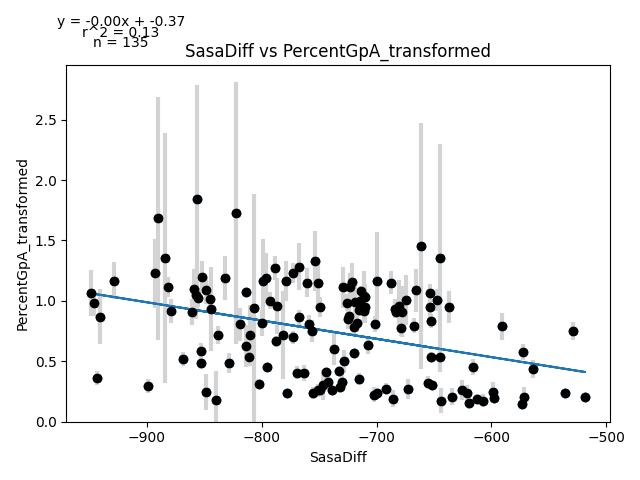 y = -0.00x + -0.37
r^2 = 0.13
n = 135
SasaDiff vs PercentGpA_transformed
PercentGpA_transformed
2.5
2.0
1.5
1.0
0.5
0.0
−900
−800
−700
−600
−500
SasaDiff